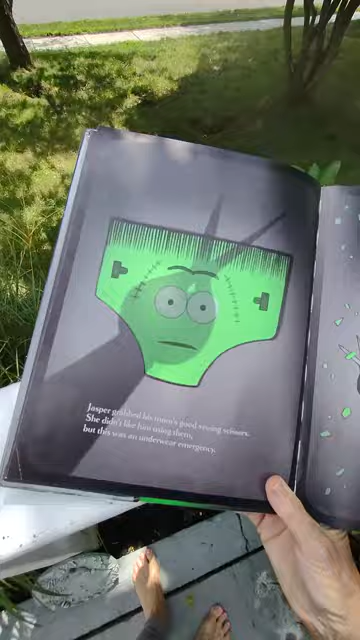 Jasper grabbed his mom's good sewing scissors.
She didn't like him using them,
but this was an underwear emergency.